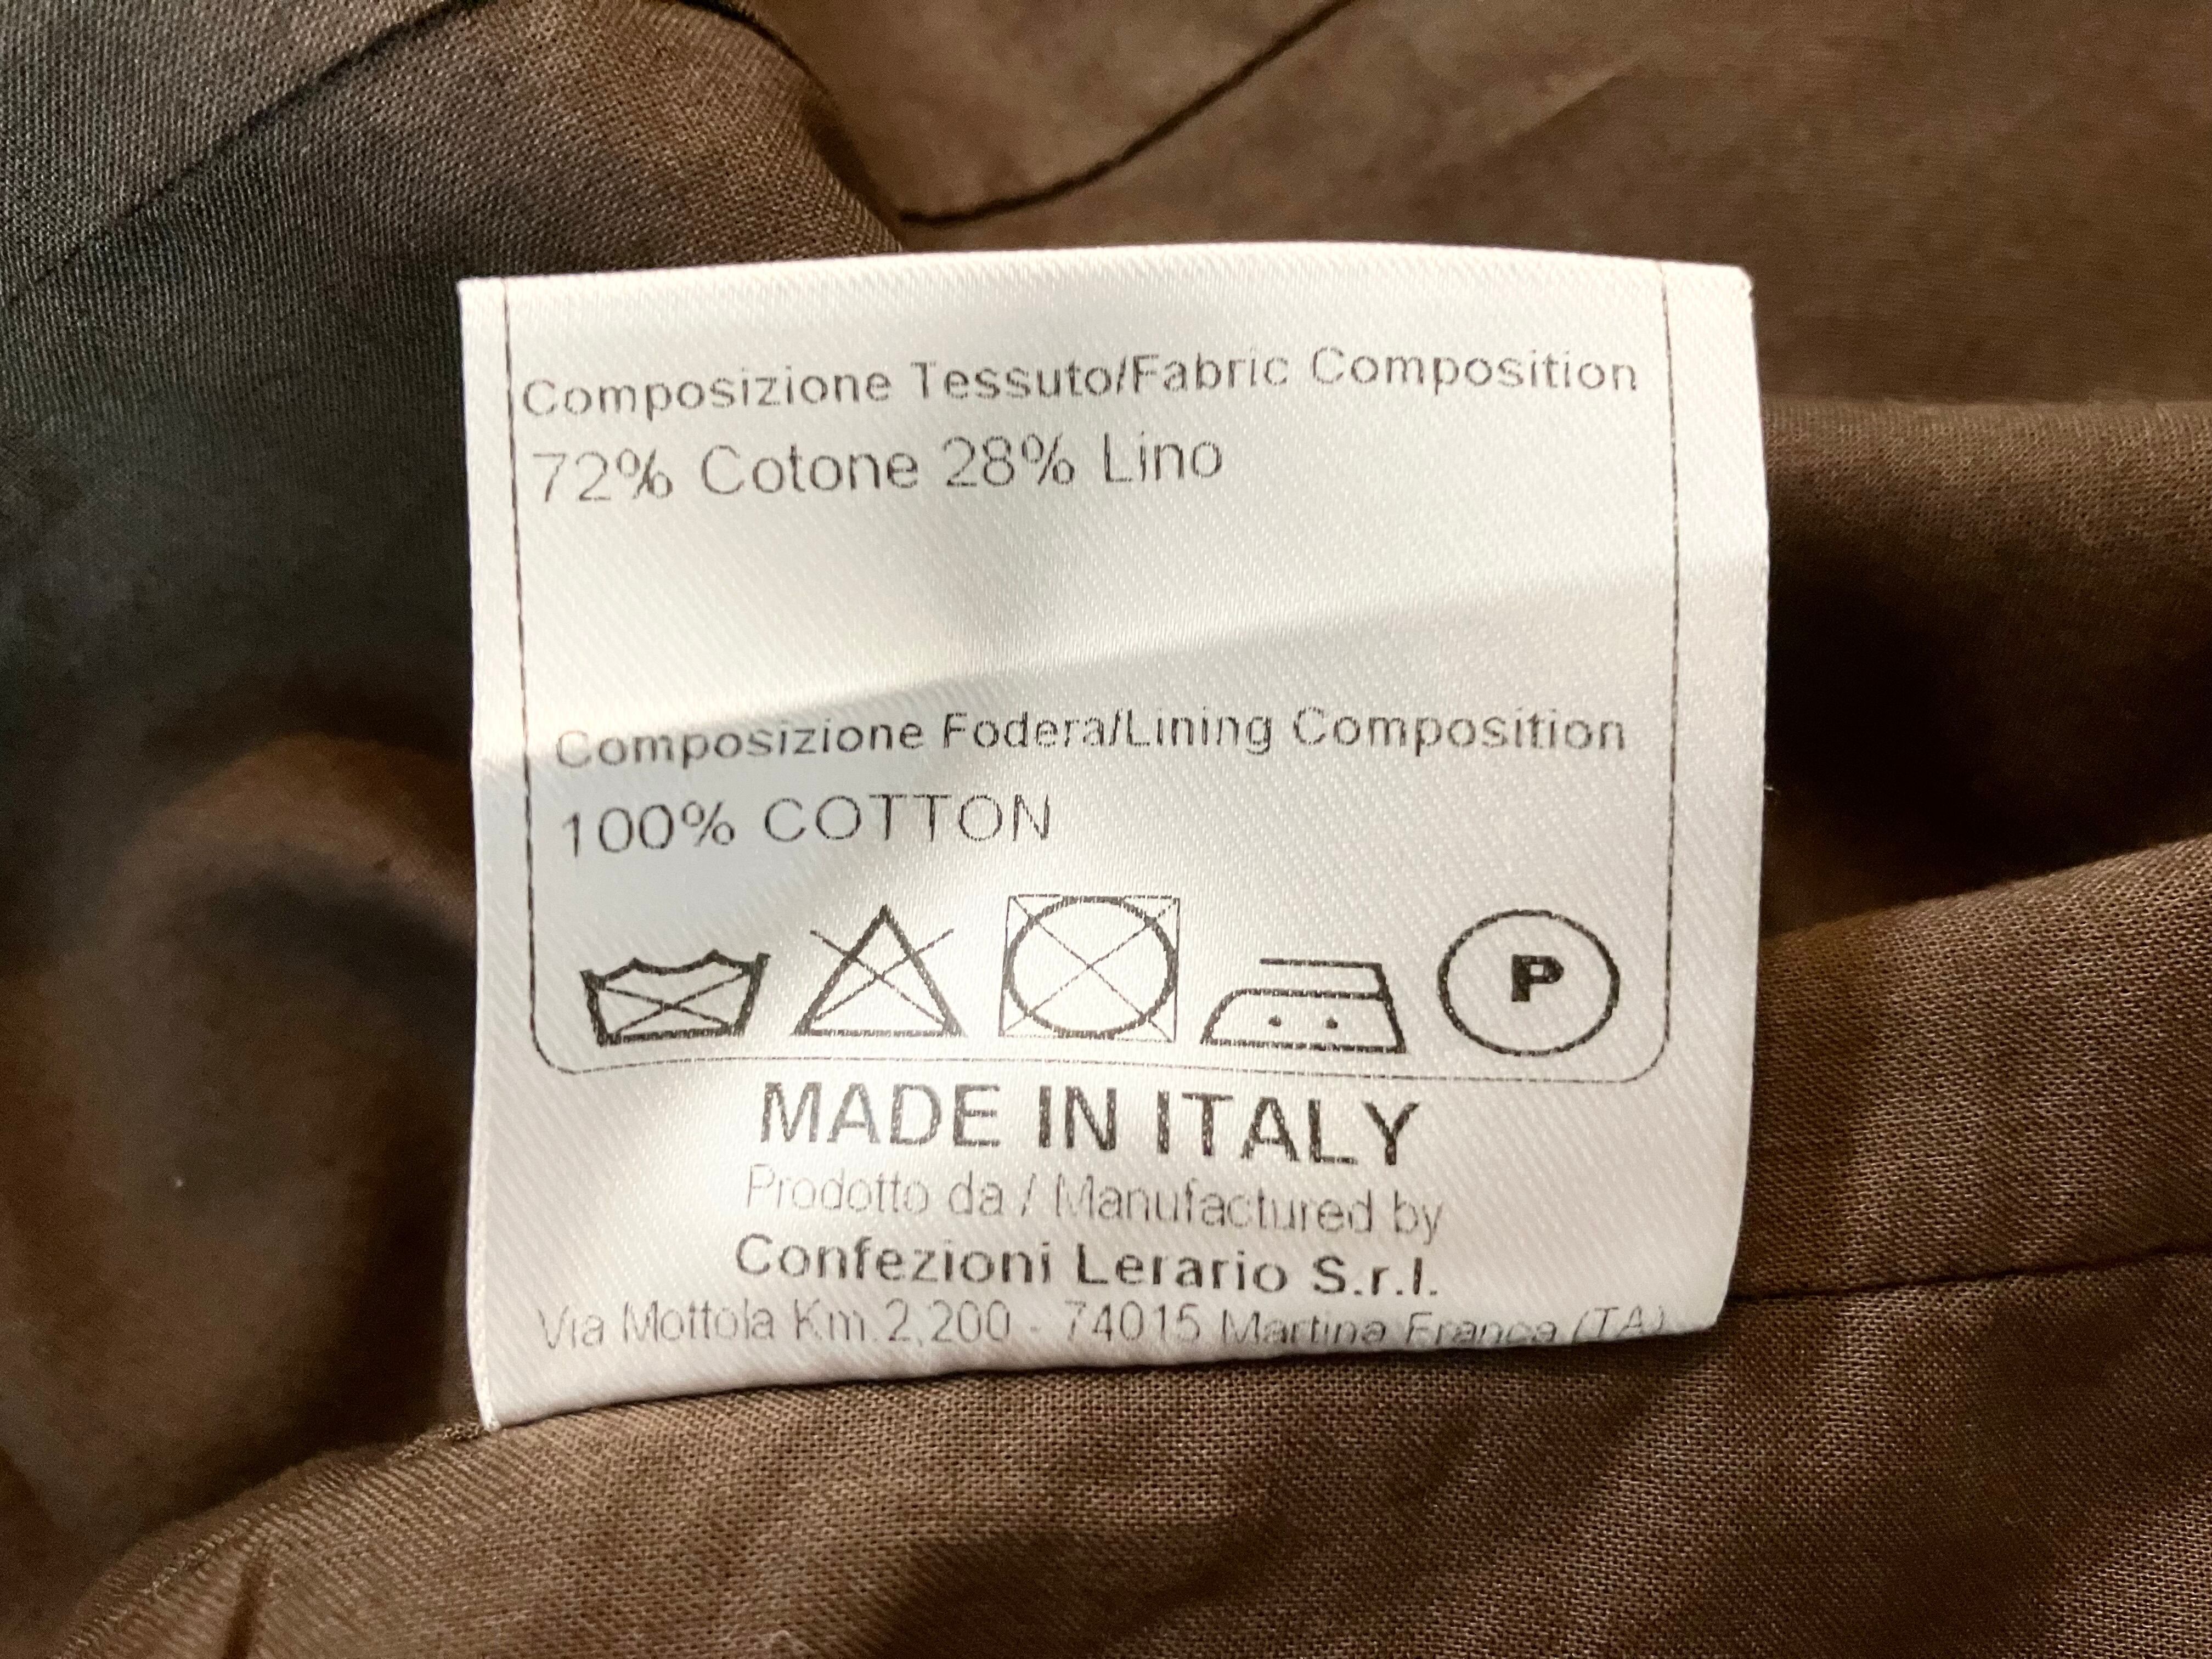 Composizione Tessuto/Fabric Composition
72% Cotone 28% Lino
Composizione Fodera/Lining Composition
100% COTTON
P
MADE IN ITALY
Prodotto da / Manufactured by
Confezioni Lerario S.r.l.
Via Mottola Km.2,200 - 74015 Martina Franca (TA)